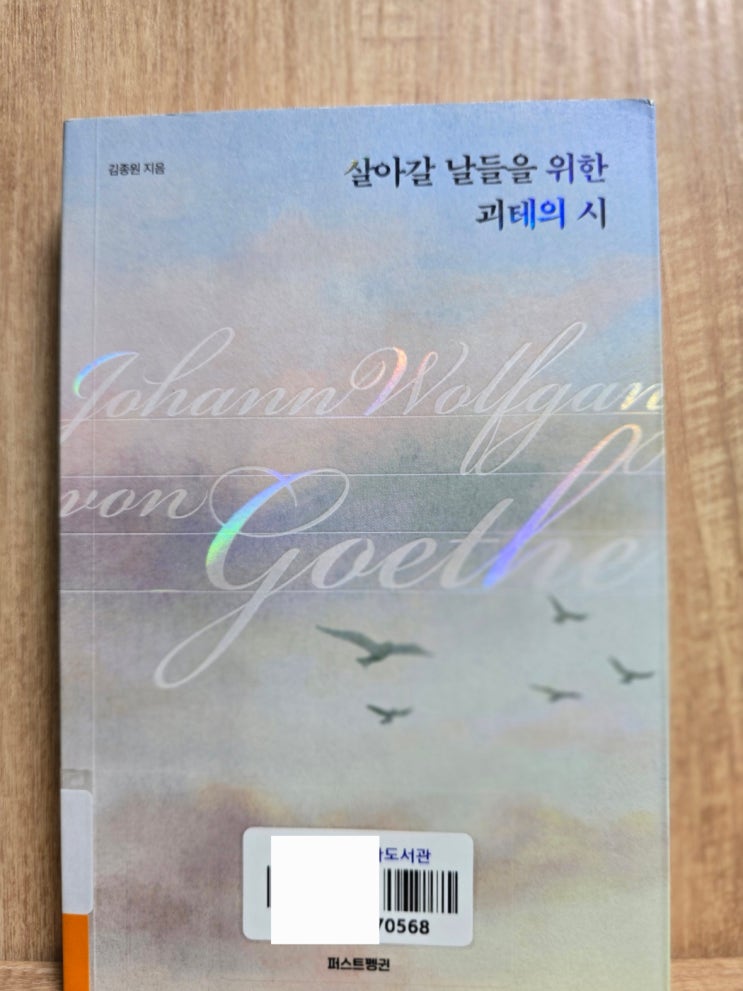 김종원 지음
살아갈 날들을 위한
괴테의 시
Johann Wolfgang
von Goethe
도서관
70568
퍼스트펭귄